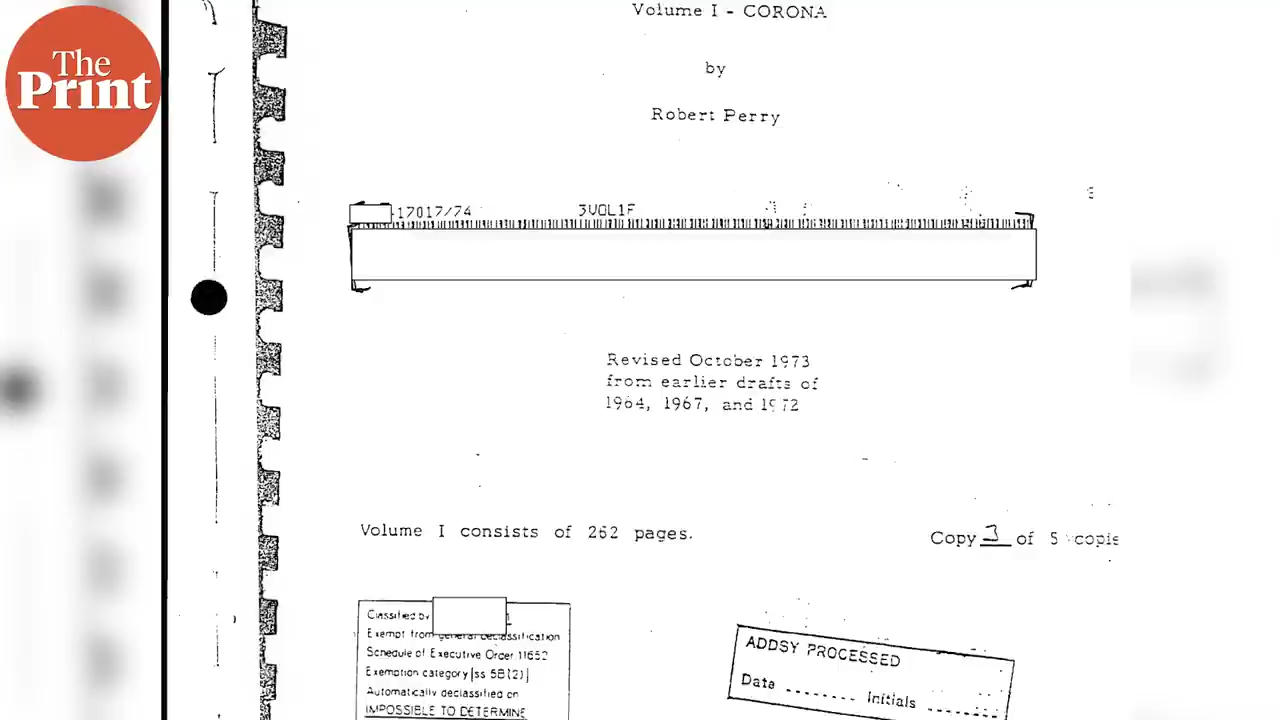 The
Print
Volume I - CORONA
by
Robert Perry
-17017/74 3VOL1F
Revised October 1973
from earlier drafts of
1964, 1967, and 1972
Volume I consists of 262 pages.
Copy 3 of 5 copie
Classified by
Exempt from general declassification
Schedule of Executive Order 11652
Exemption category [ss 5B(2)]
Automatically declassified on
IMPOSSIBLE TO DETERMINE
ADDSY PROCESSED
Date -------- Initials -------